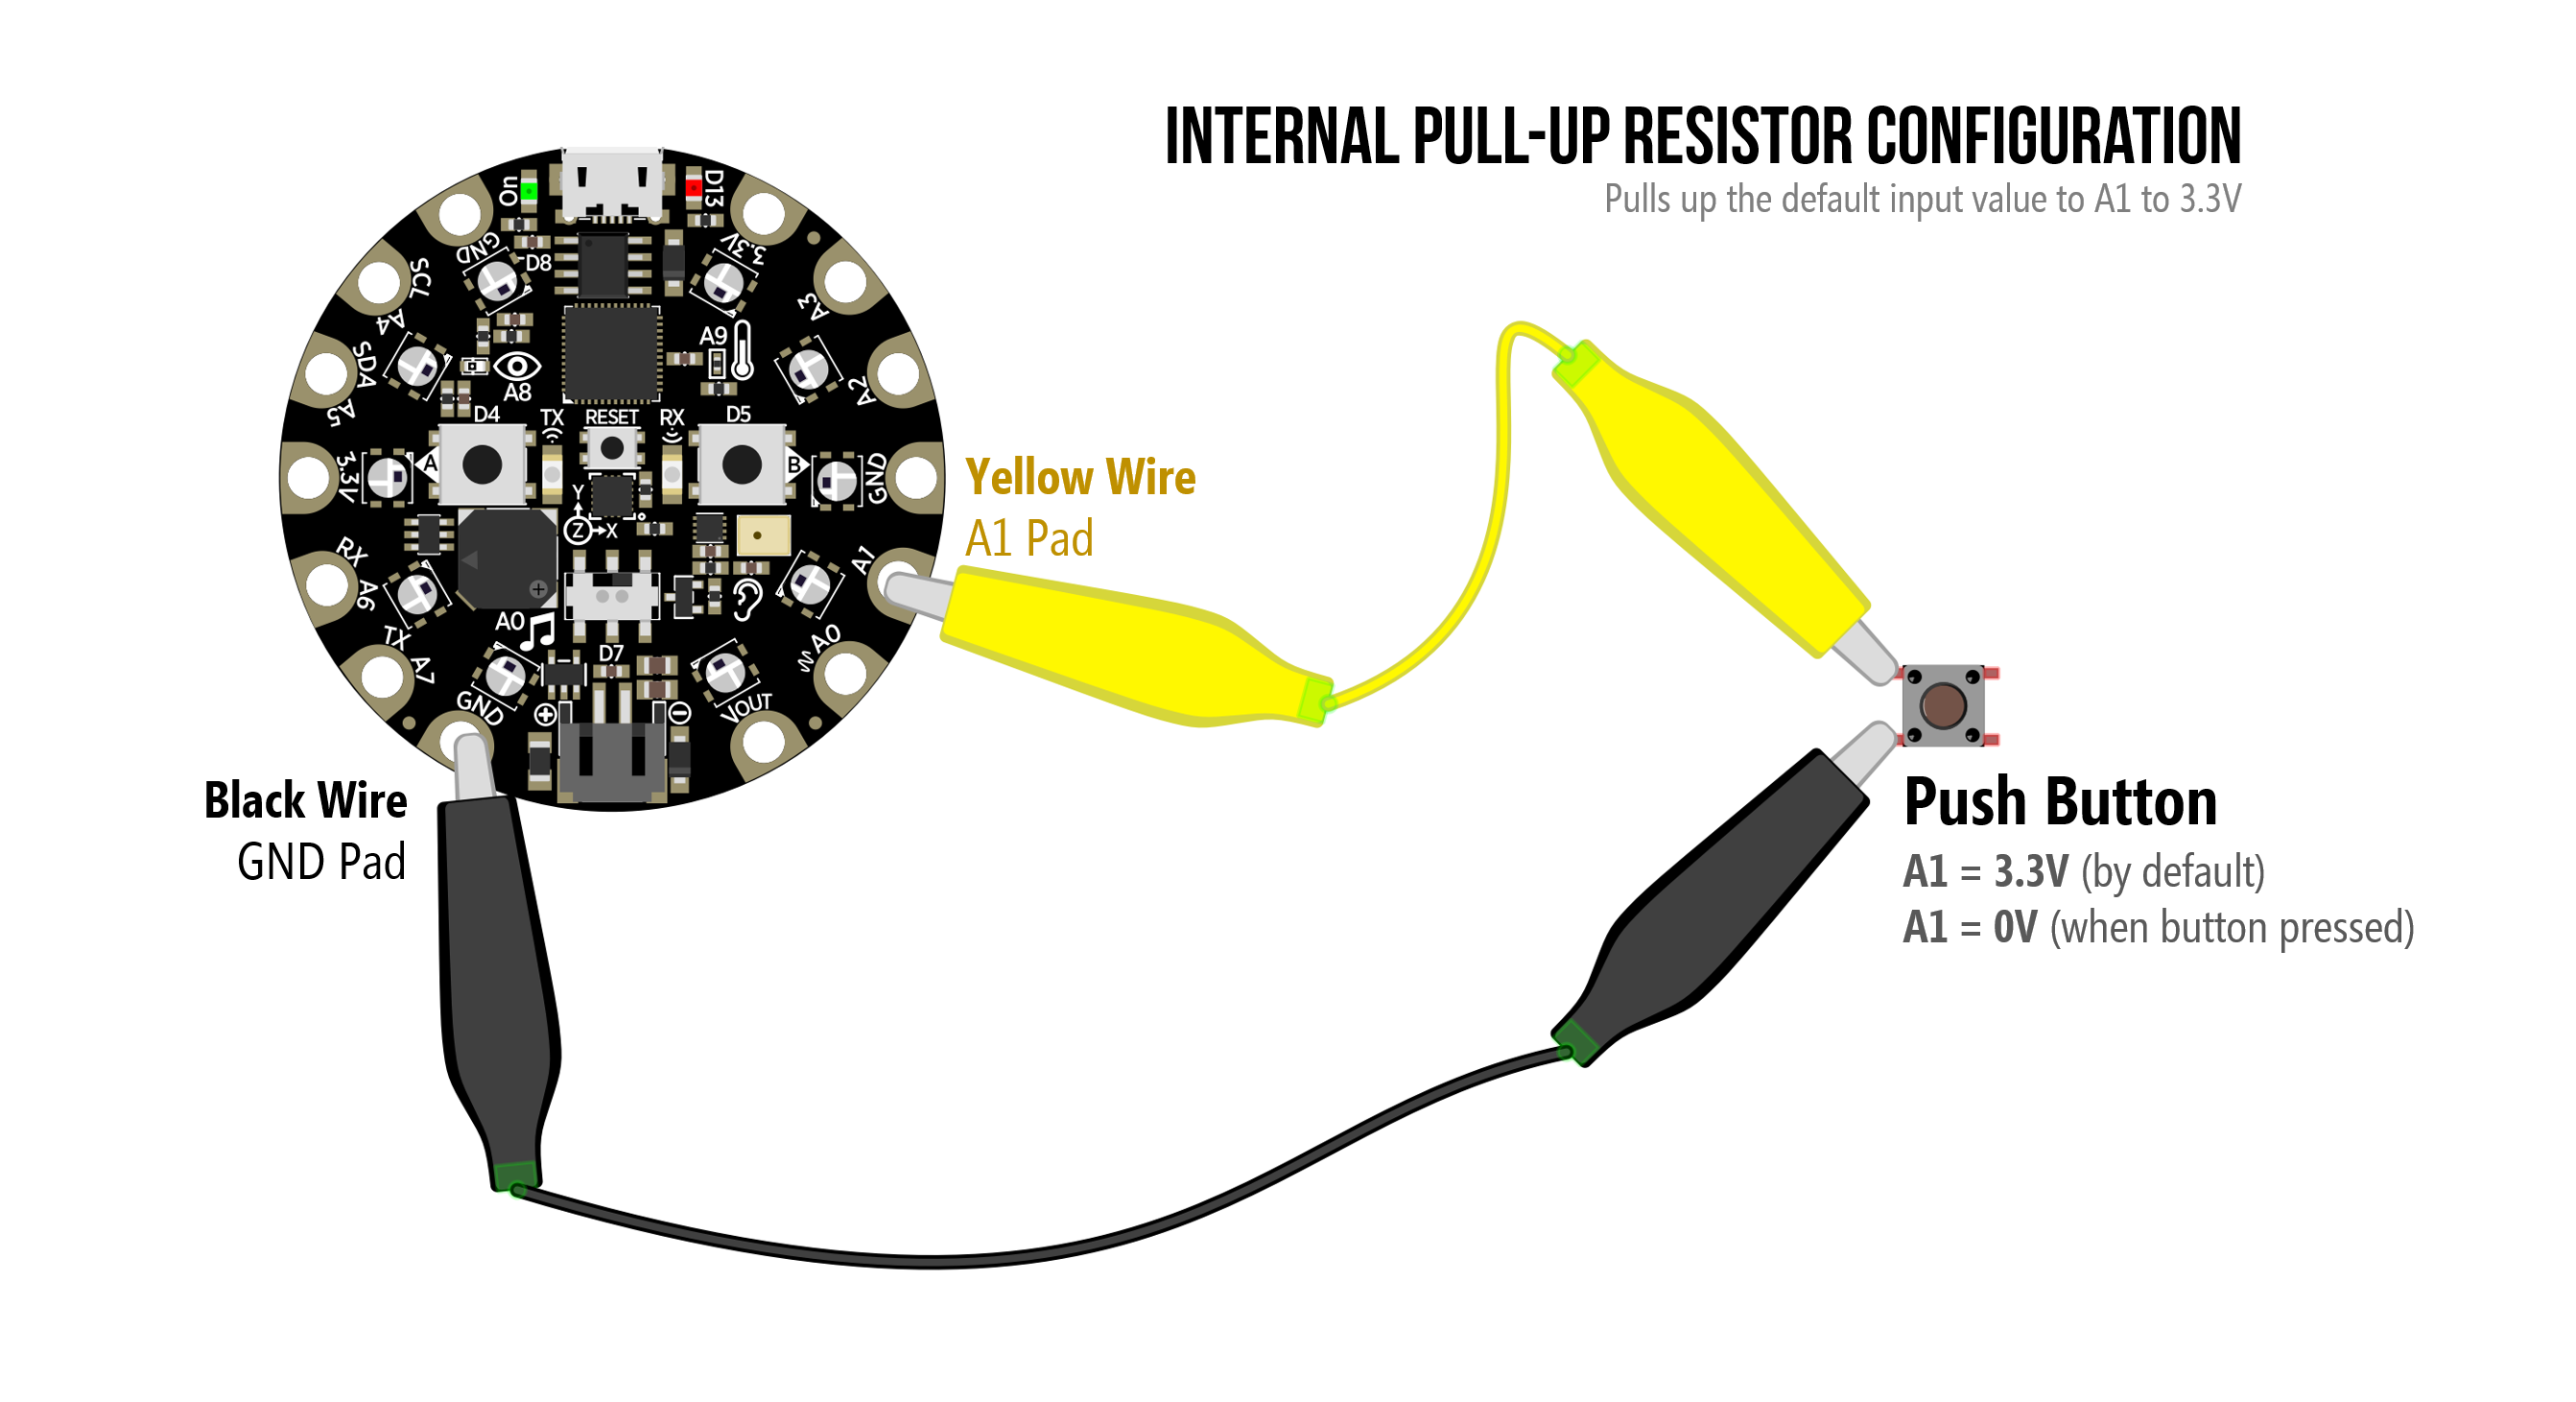 INTERNAL PULL-UP RESISTOR CONFIGURATION
Pulls up the default input value to A1 to 3.3V
On
D13
GND
D8
3.3V
SCL
A4
A3
A9
SDA
A5
A8
A2
D4
TX
RESET
RX
D5
3.3V
A
B
GND
Y
Z
X
RX
A6
A1
TX
A7
A0
D7
A0
GND
VOUT
Yellow Wire
A1 Pad
Black Wire
GND Pad
Push Button
A1 = 3.3V (by default)
A1 = 0V (when button pressed)